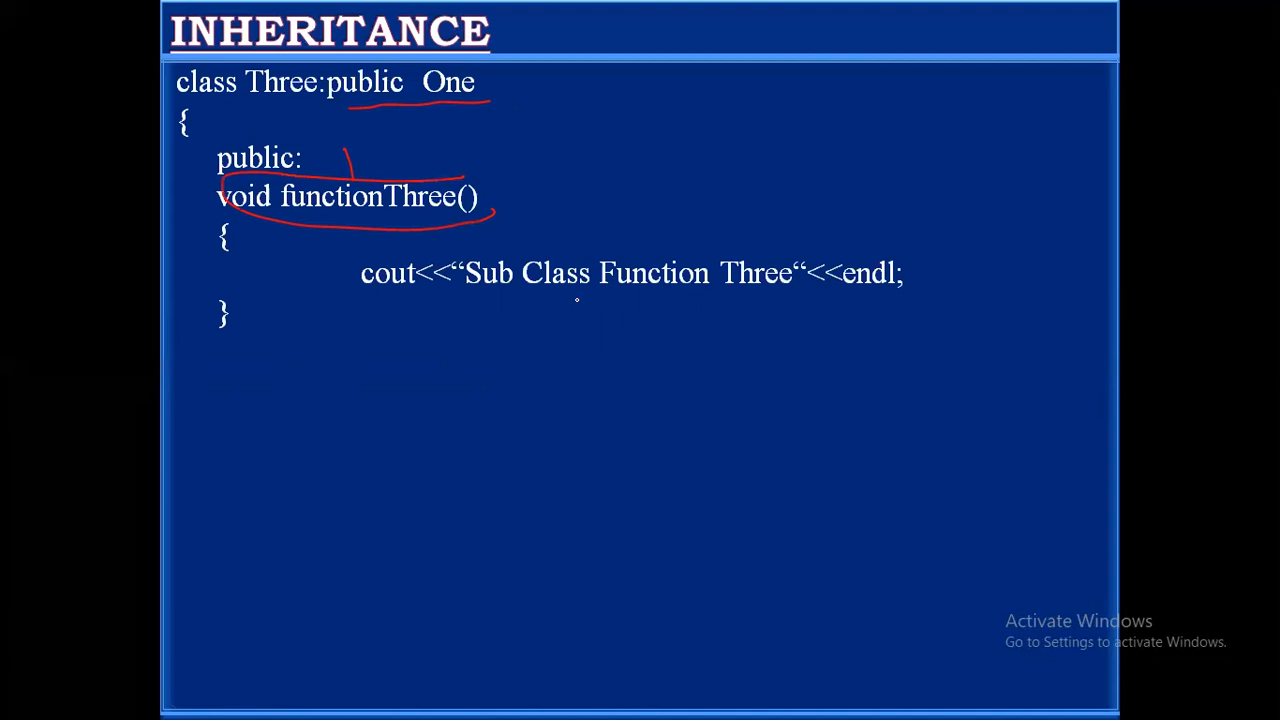 INHERITANCE
class Three:public One
{
public:
void functionThree()
{
cout<<“Sub Class Function Three“<<endl;
}
Activate Windows
Go to Settings to activate Windows.